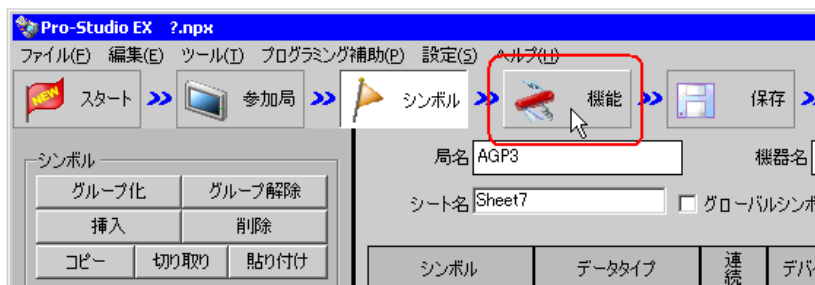 Pro-Studio EX ?.npx
ファイル(F) 編集(E) ツール(T) プログラミング補助(P) 設定(S) ヘルプ(H)
NEW スタート 参加局 シンボル 機能 保存
シンボル
グループ化 グループ解除
挿入 削除
コピー 切り取り 貼り付け
局名 AGP3 機器名
シート名 Sheet7 グローバルシンボ
シンボル データタイプ 連続 デバイ